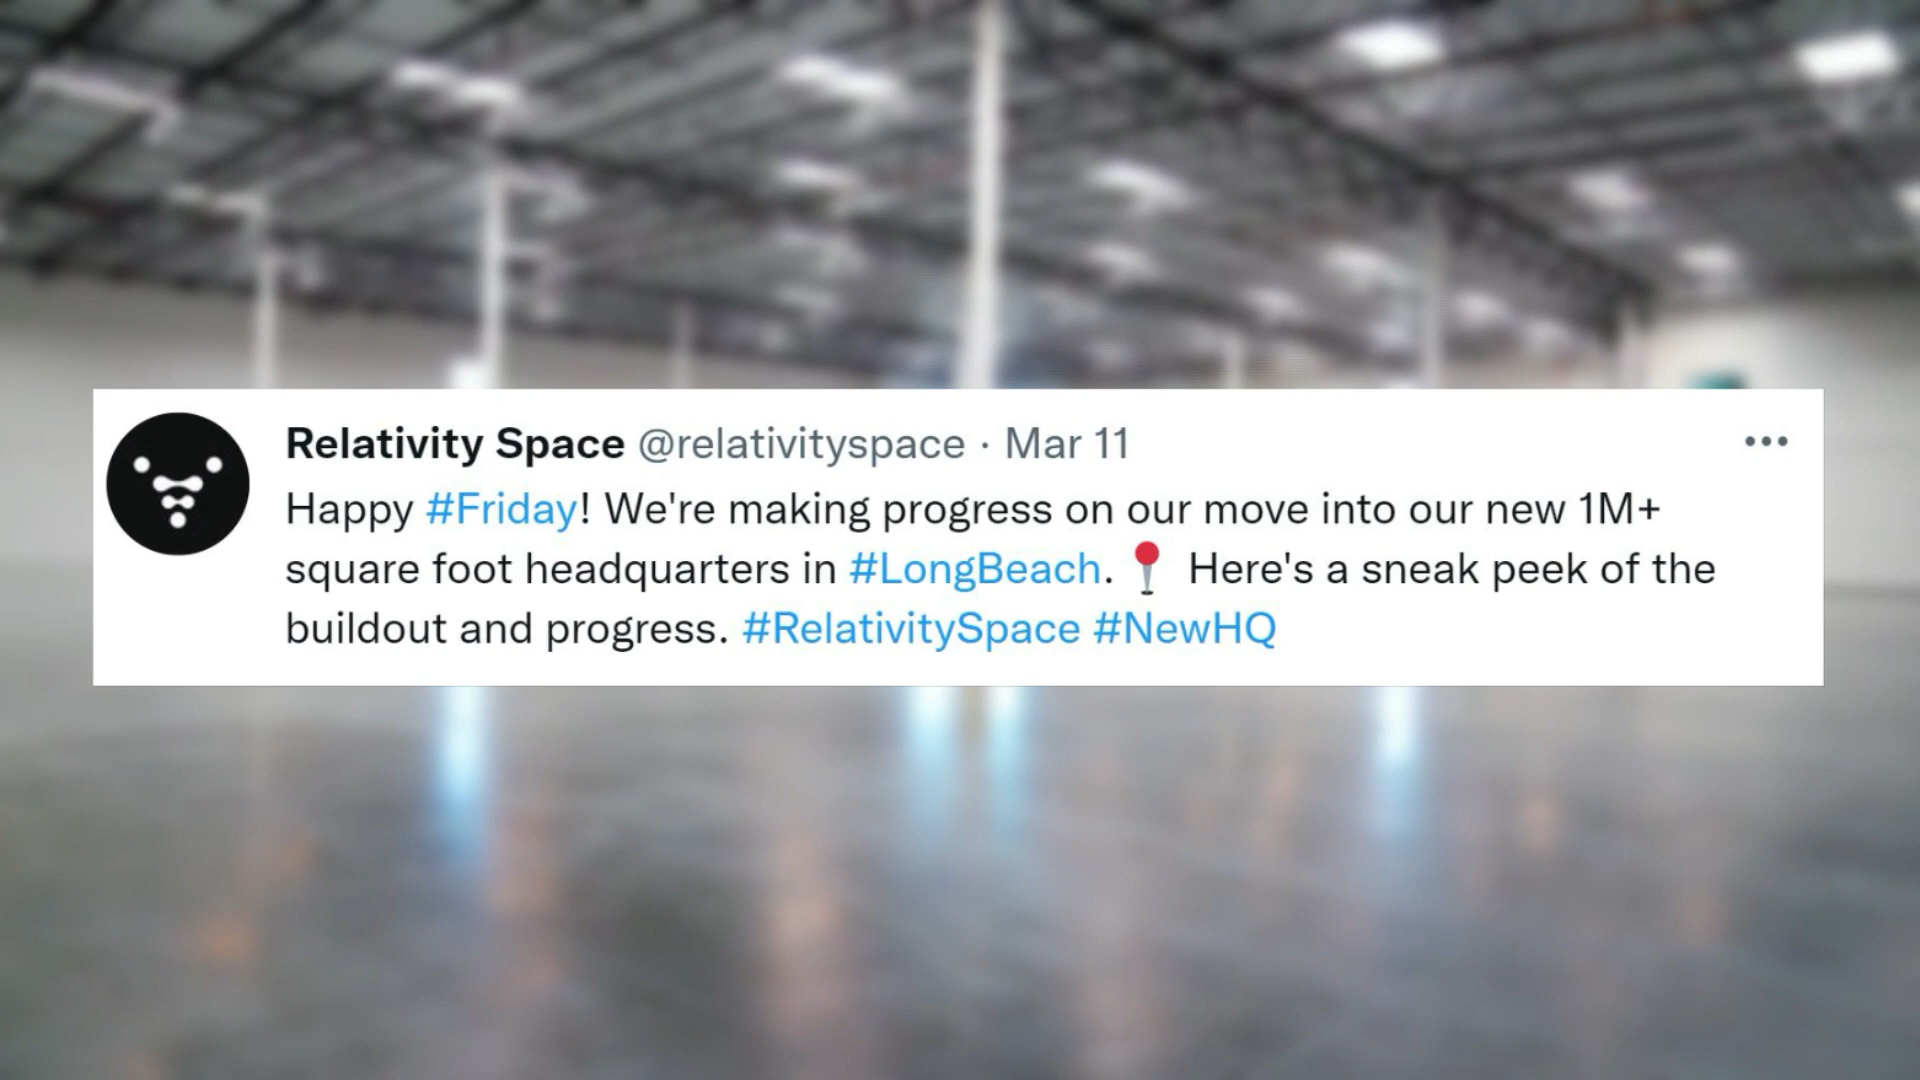 Relativity Space @relativityspace · Mar 11
Happy #Friday! We're making progress on our move into our new 1M+
square foot headquarters in #LongBeach. 📍 Here's a sneak peek of the
buildout and progress. #RelativitySpace #NewHQ